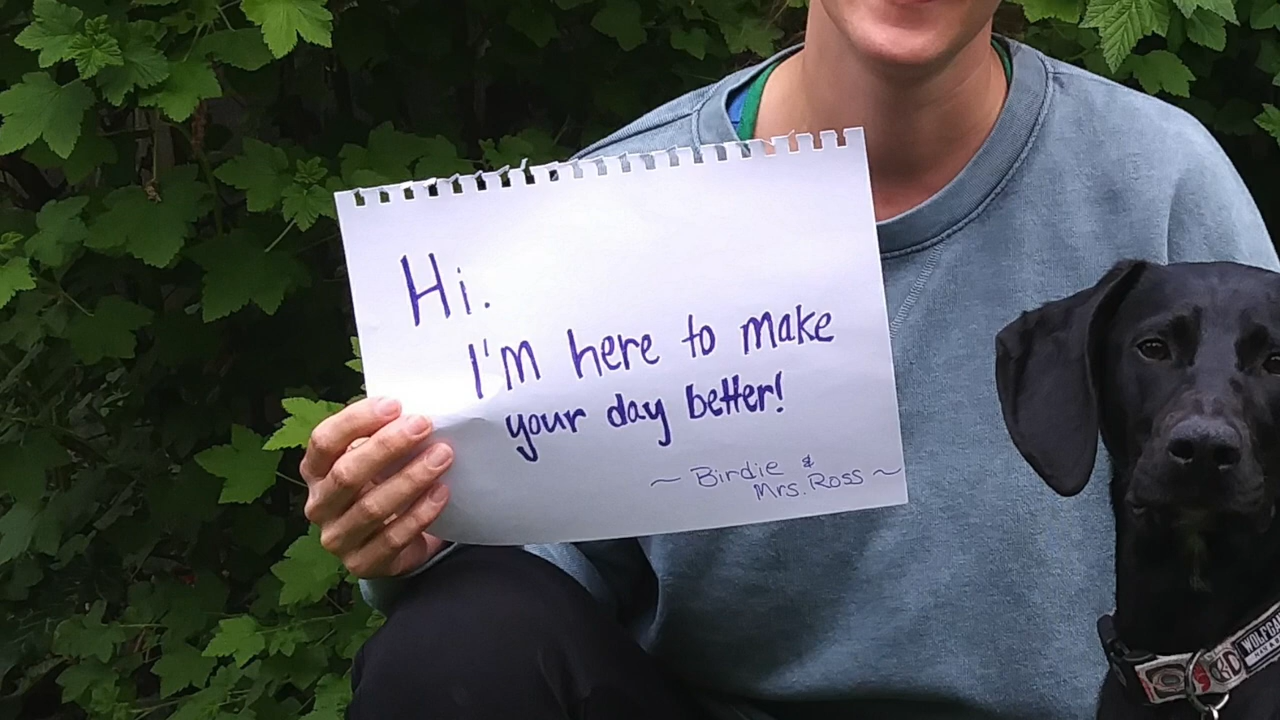 Hi.
I'm here to make
your day better!
~ Birdie &
Mrs. Ross ~